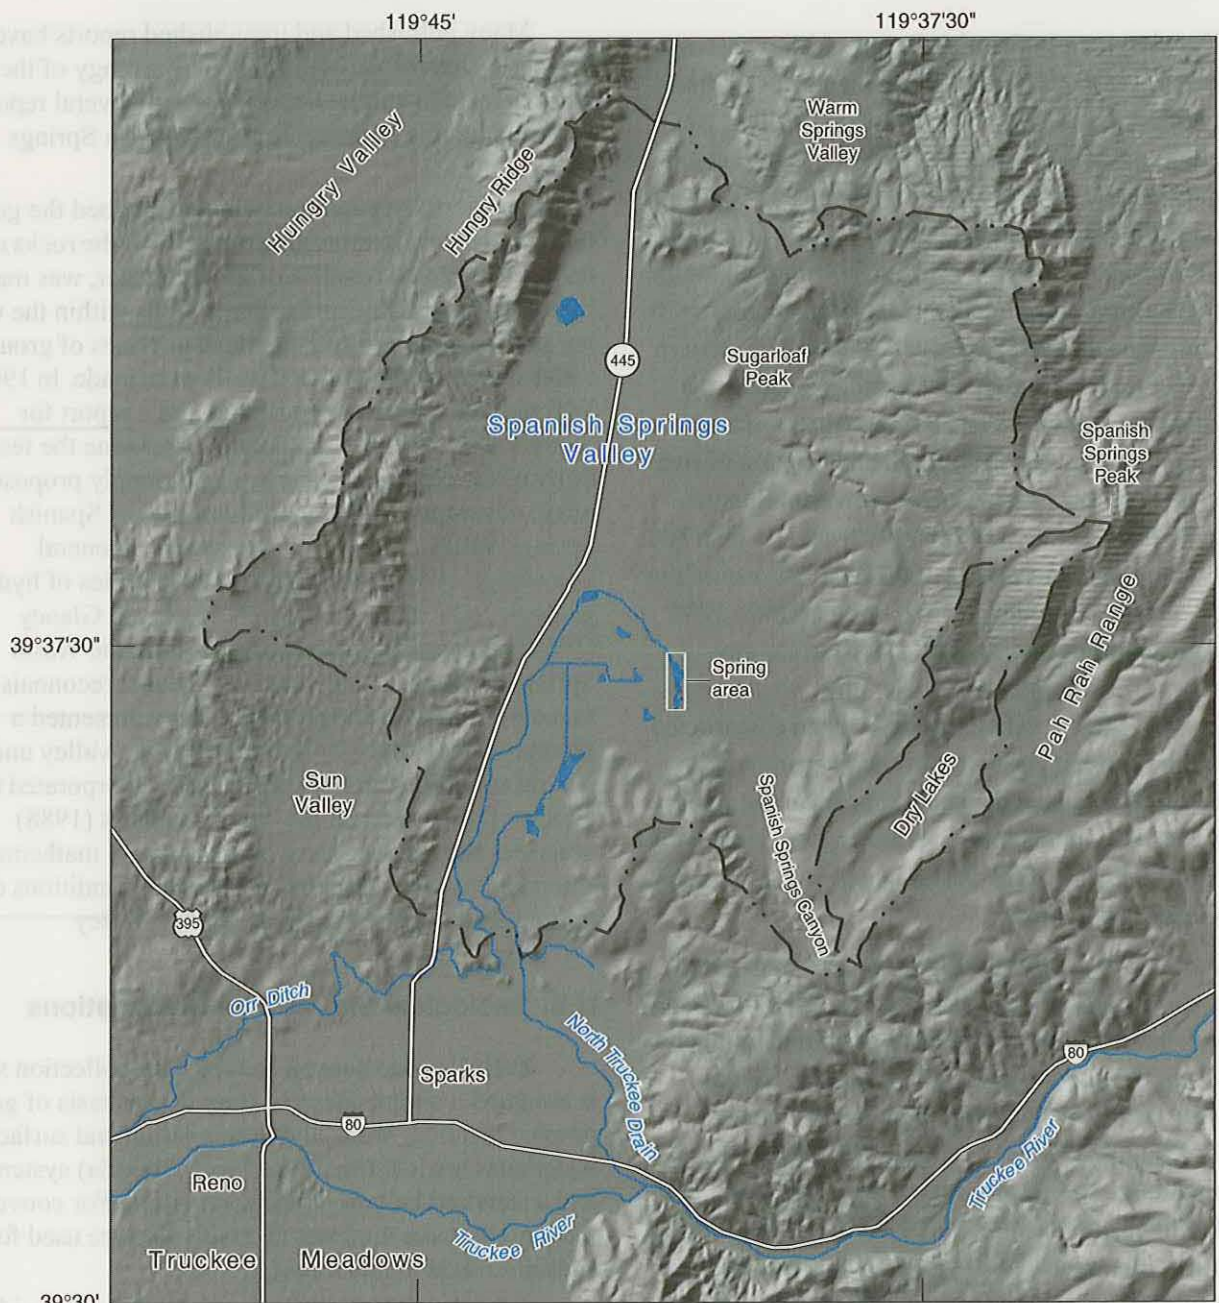 119°45'
119°37'30"
Hungry Vallley
Hungry Ridge
Warm
Springs
Valley
445
Sugarloaf
Peak
Spanish Springs
Valley
Spanish
Springs
Peak
39°37'30"
Spring
area
Pah Rah Range
Sun
Valley
Dry Lakes
Spanish Springs Canyon
395
Orr Ditch
North Truckee Drain
80
Sparks
80
Reno
Truckee River
Truckee River
Truckee Meadows
39°30'